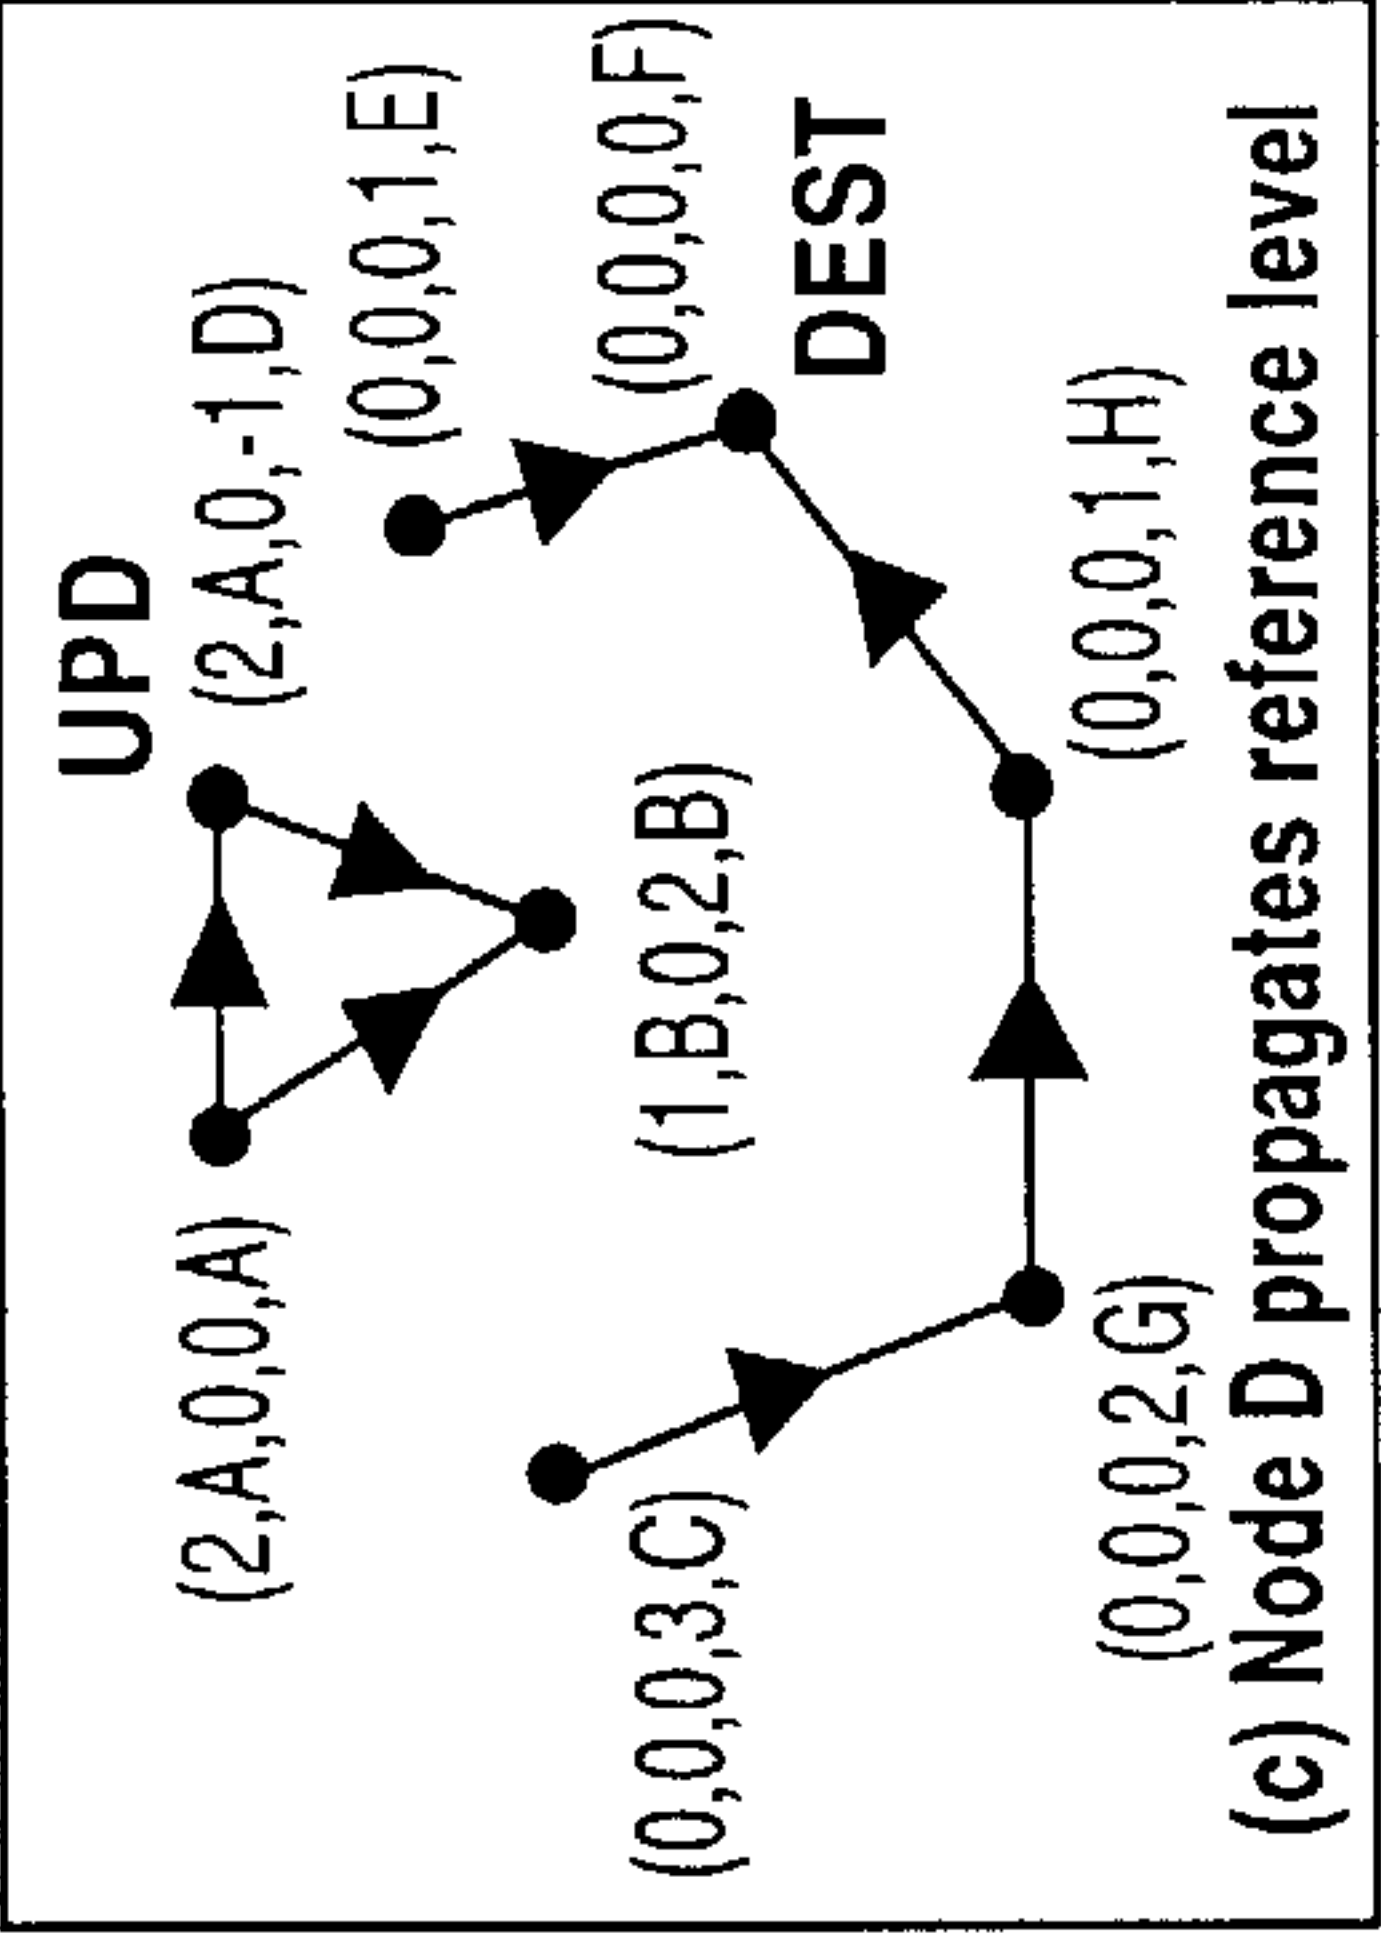 UPD
(2,A,0,0,A)
(2,A,0,-1,D)
(0,0,0,1,E)
(0,0,0,3,C)
(1,B,0,2,B)
(0,0,0,0,F)
DEST
(0,0,0,2,G)
(0,0,0,1,H)
(c) Node D propagates reference level